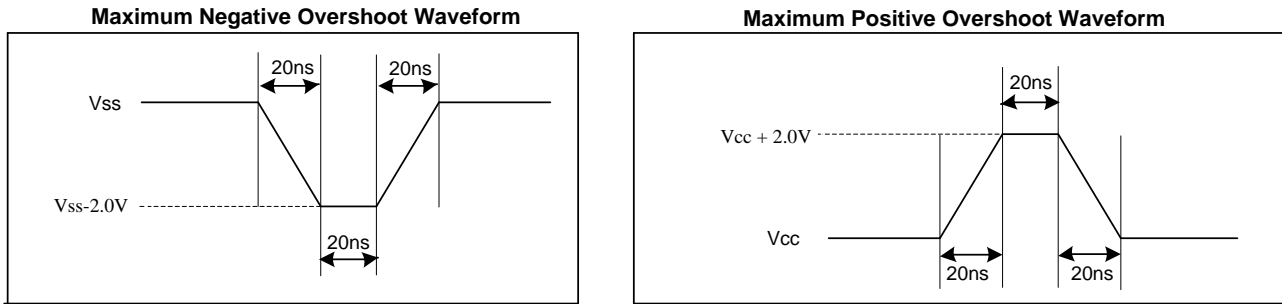 Maximum Negative Overshoot Waveform
20ns
20ns
Vss
Vss-2.0V
20ns
Maximum Positive Overshoot Waveform
20ns
Vcc + 2.0V
Vcc
20ns
20ns